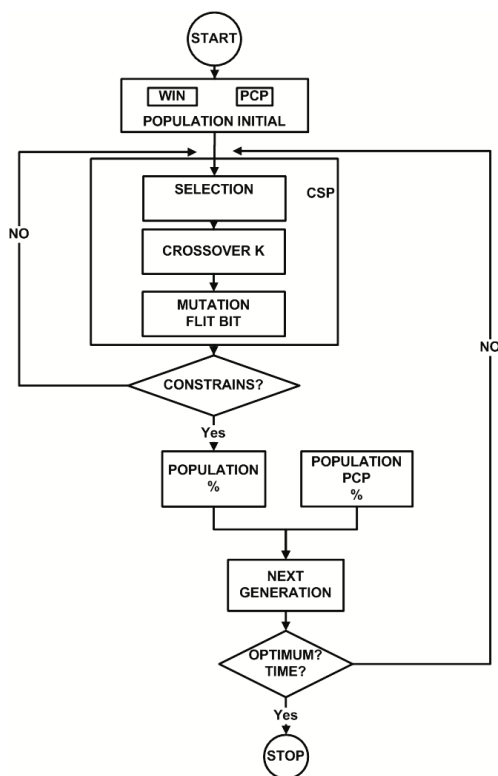 START
WIN PCP
POPULATION INITIAL
SELECTION
CSP
NO
CROSSOVER K
MUTATION
FLIT BIT
NO
CONSTRAINS?
Yes
POPULATION
%
POPULATION
PCP
%
NEXT
GENERATION
OPTIMUM?
TIME?
Yes
STOP